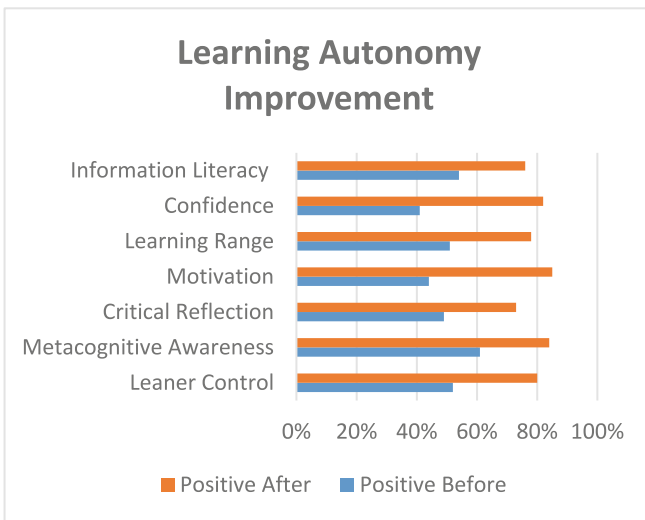 Learning Autonomy
Improvement
Information Literacy
Confidence
Learning Range
Motivation
Critical Reflection
Metacognitive Awareness
Leaner Control
0% 20% 40% 60% 80% 100%
Positive After Positive Before